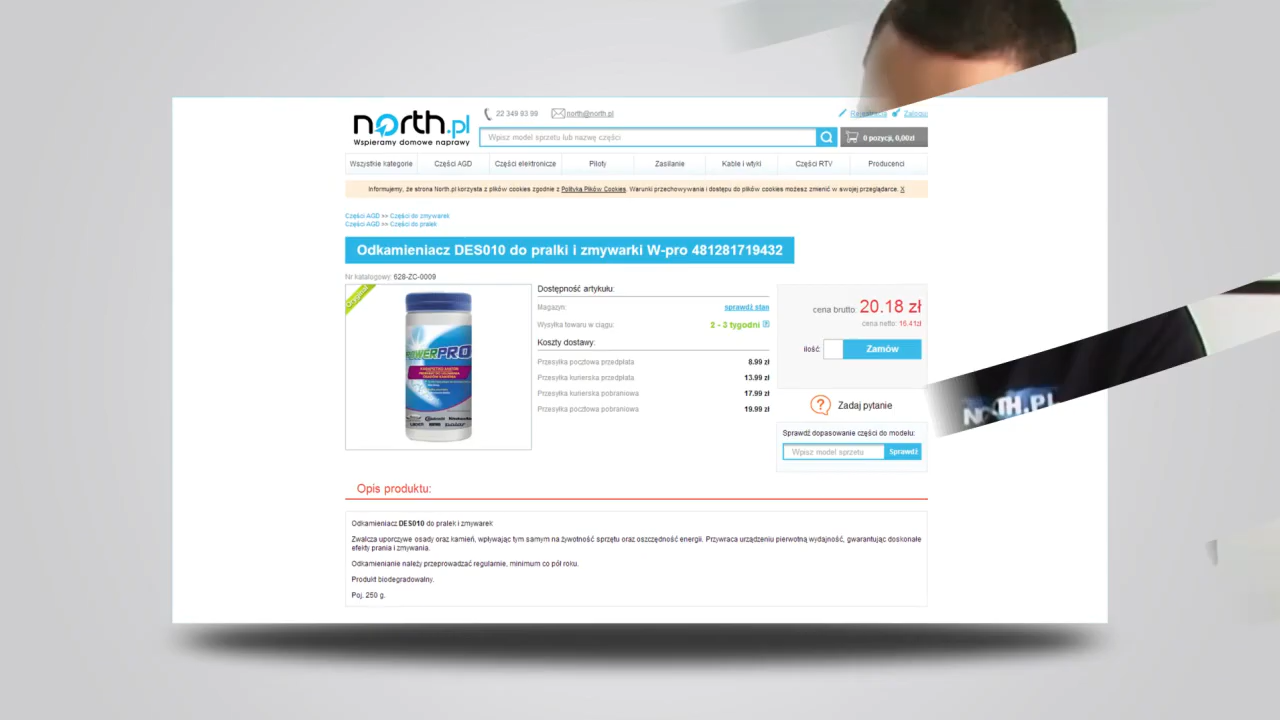 north.pl
Wspieramy domowe naprawy
22 349 93 99
north@north.pl
Rejestracja
Zaloguj
Wpisz model sprzetu lub nazwę części
0 pozycji, 0,00zł
Wszystkie kategorie
Części AGD
Części elektronicze
Piloty
Zasilanie
Kable i wtyki
Części RTV
Producenci
Informujemy, że strona North.pl korzysta z plików cookies zgodnie z Polityką Plików Cookies. Warunki przechowywania i dostępu do plików cookies możesz zmienić w swojej przeglądarce. X
Części AGD >> Części do zmywarek
Części AGD >> Części do pralek
Odkamieniacz DES010 do pralki i zmywarki W-pro 481281719432
Nr katalogowy: 628-ZC-0009
Oryginał
POWERPRO
Dostępność artykułu:
Magazyn: sprawdź stan
Wysyłka towaru w ciągu: 2 - 3 tygodni
Koszty dostawy:
Przesyłka pocztowa przedpłata 8.99 zł
Przesyłka kurierska przedpłata 13.99 zł
Przesyłka kurierska pobraniowa 17.99 zł
Przesyłka pocztowa pobraniowa 19.99 zł
cena brutto: 20.18 zł
cena netto: 16.41zł
ilość:
Zamów
Zadaj pytanie
Sprawdź dopasowanie części do modelu:
Wpisz model sprzetu
Sprawdź
NORTH.PL
Opis produktu:
Odkamieniacz DES010 do pralek i zmywarek
Zwalcza uporczywe osady oraz kamień, wpływając tym samym na żywotność sprzętu oraz oszczędność energii. Przywraca urządzeniu pierwotną wydajność, gwarantując doskonałe
efekty prania i zmywania.
Odkamienianie należy przeprowadzać regularnie, minimum co pół roku.
Produkt biodegradowalny.
Poj. 250 g.